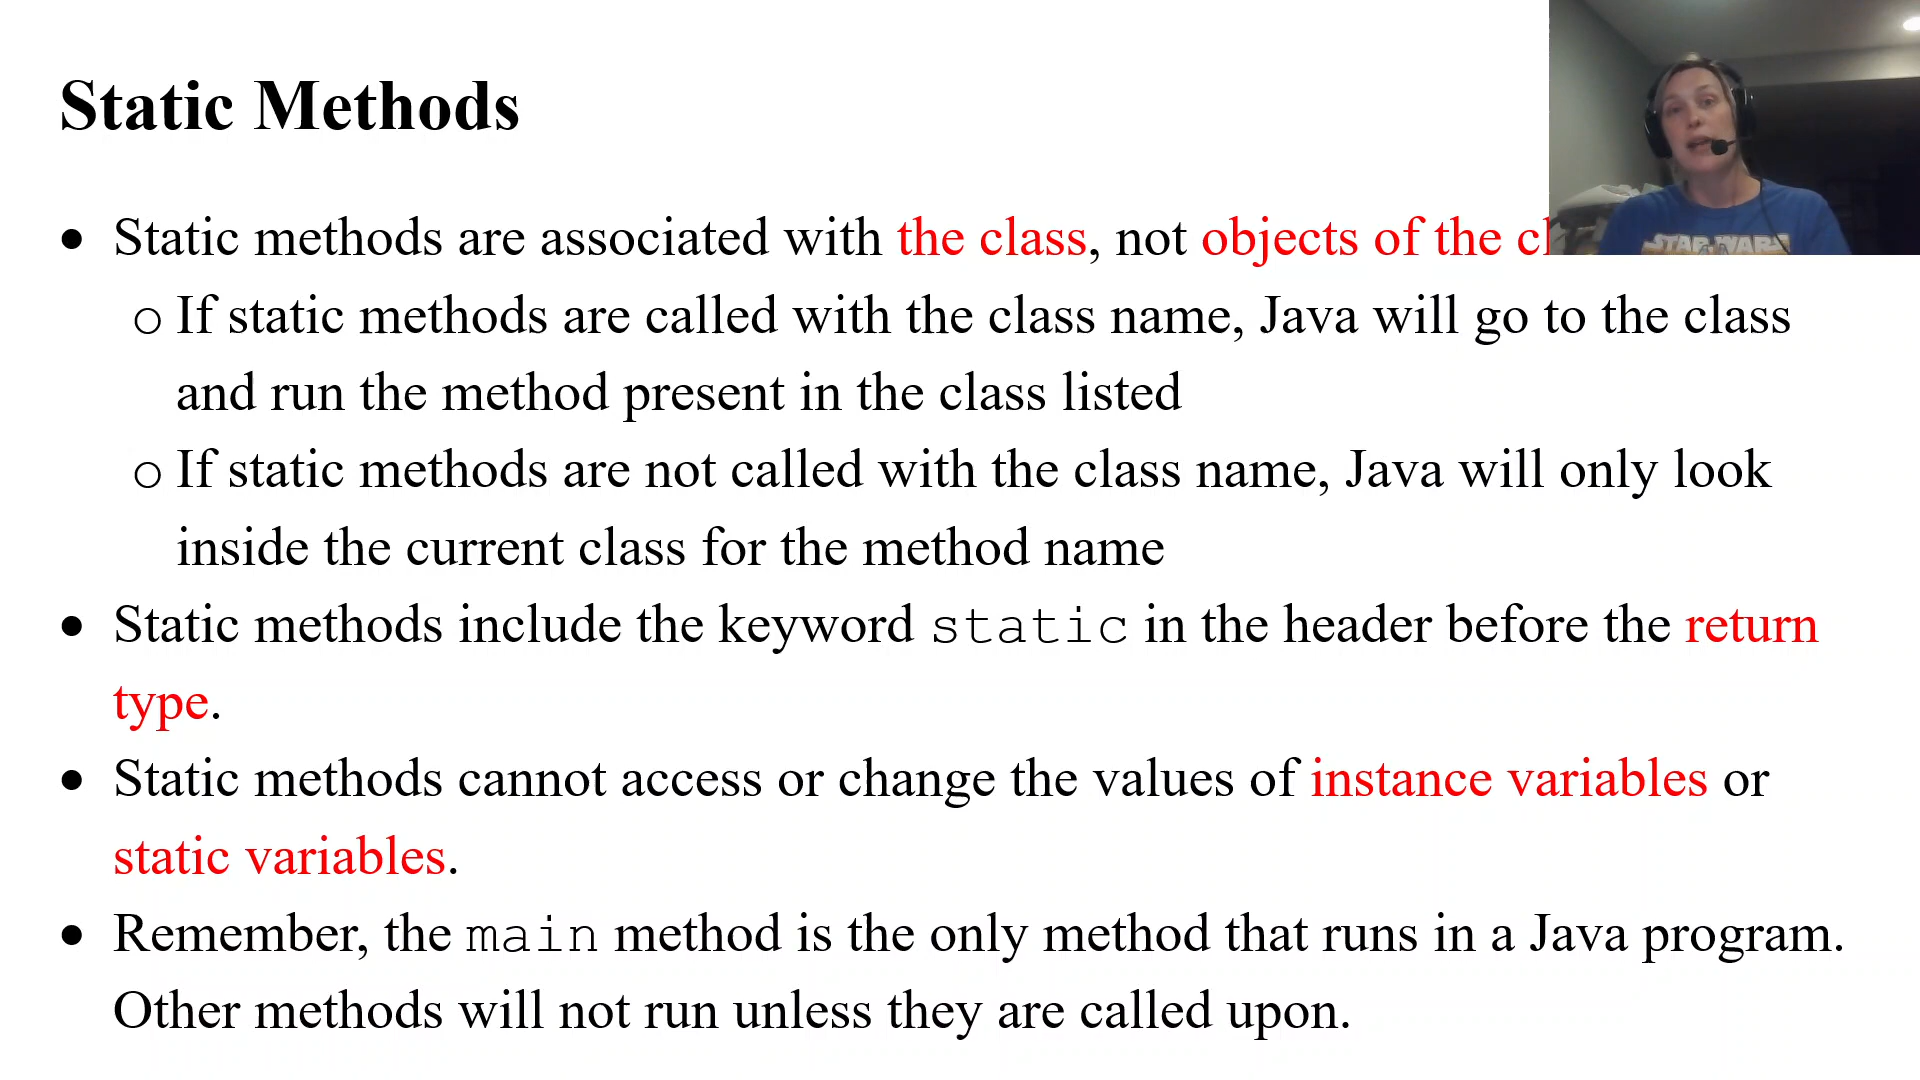 Static Methods
• Static methods are associated with the class, not objects of the
o If static methods are called with the class name, Java will go to the class
and run the method present in the class listed
o If static methods are not called with the class name, Java will only look
inside the current class for the method name
• Static methods include the keyword static in the header before the return
type.
• Static methods cannot access or change the values of instance variables or
static variables.
• Remember, the main method is the only method that runs in a Java program.
Other methods will not run unless they are called upon.
STAR WARS